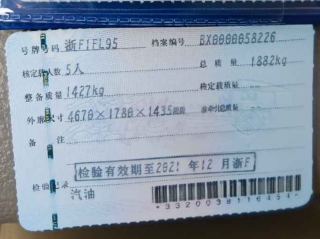 号牌号码 浙F1FL95 档案编号 BX0000058226
核定载人数 5人 总质量 1882kg
整备质量 1427kg 核定载质量 --
外廓尺寸 4670×1780×1435mm 准牵引总质量 --
备注
检验有效期至2021年12月浙F
检验记录
汽油